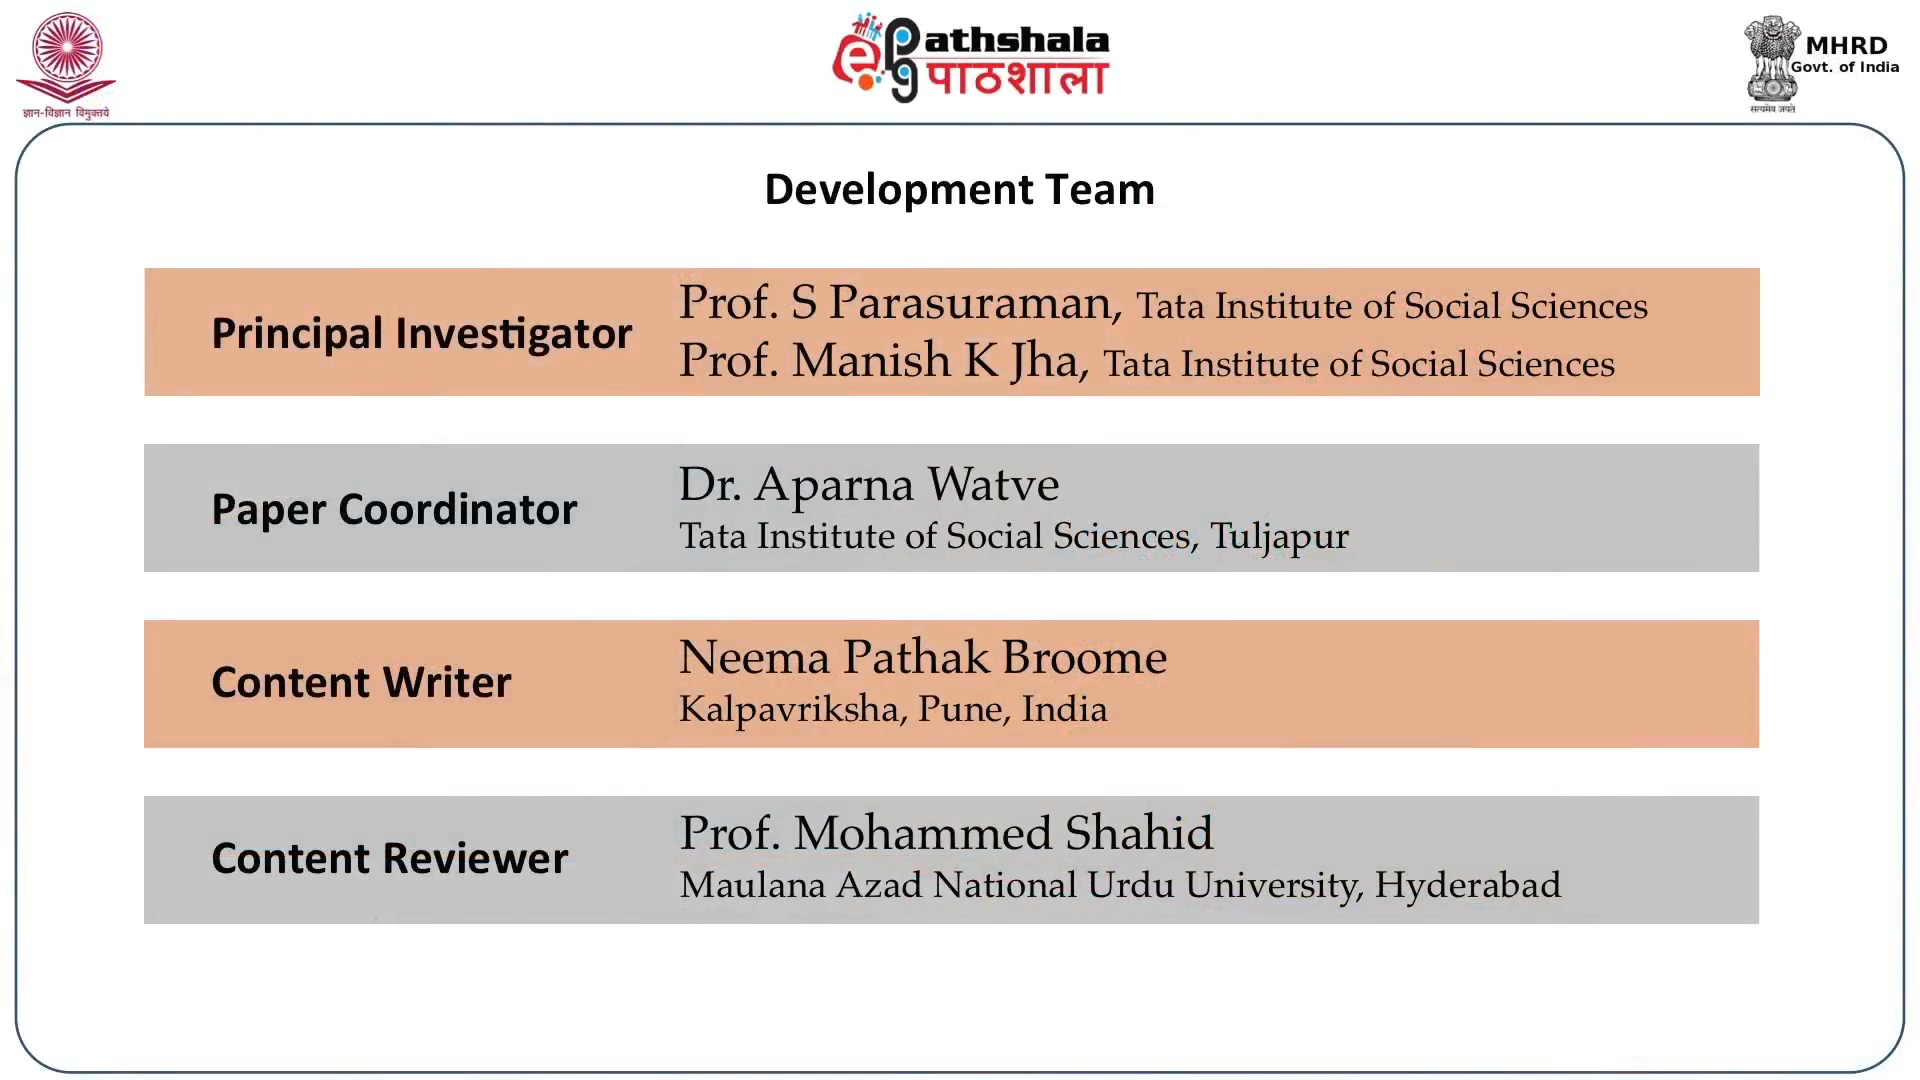 ज्ञान-विज्ञान विमुक्तये
ePathshala
पाठशाला
MHRD
Govt. of India
सत्यमेव जयते
Development Team
Principal Investigator
Prof. S Parasuraman, Tata Institute of Social Sciences
Prof. Manish K Jha, Tata Institute of Social Sciences
Paper Coordinator
Dr. Aparna Watve
Tata Institute of Social Sciences, Tuljapur
Content Writer
Neema Pathak Broome
Kalpavriksha, Pune, India
Content Reviewer
Prof. Mohammed Shahid
Maulana Azad National Urdu University, Hyderabad